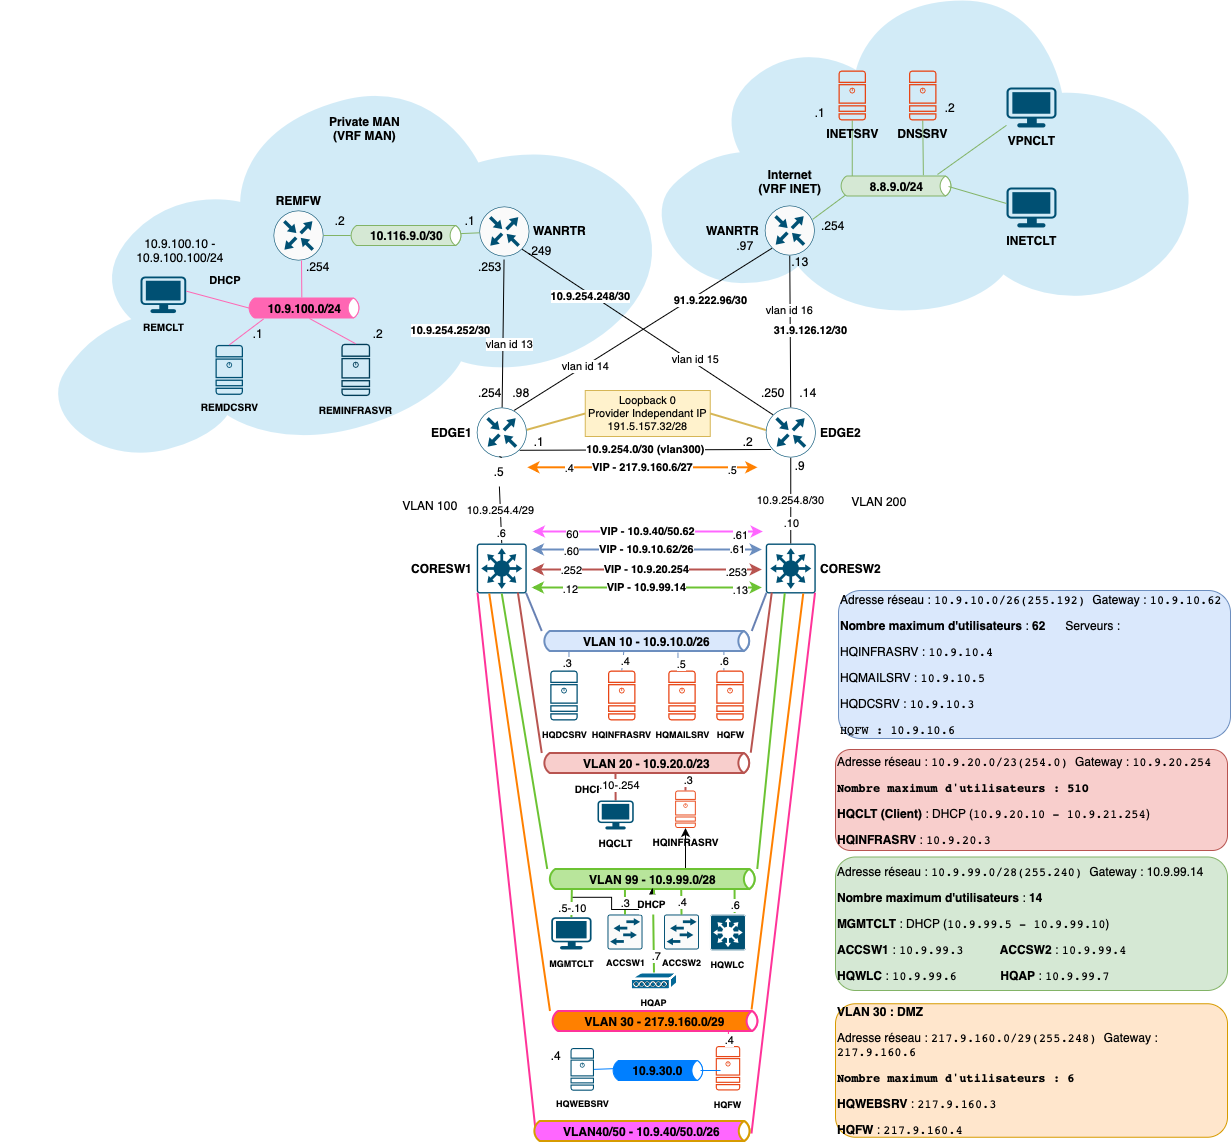 Private MAN
(VRF MAN)
REMFW
.2
10.116.9.0/30
.1
WANRTR
.249
.253
.254
10.9.100.10 -
10.9.100.100/24
DHCP
REMCLT
10.9.100.0/24
.1
.2
REMDCSRV
REMINFRASVR
.1
INETSRV
DNSSRV
.2
VPNCLT
Internet
(VRF INET)
8.8.9.0/24
WANRTR
.254
INETCLT
.97
.13
10.9.254.248/30
91.9.222.96/30
vlan id 16
10.9.254.252/30
31.9.126.12/30
vlan id 13
vlan id 14
vlan id 15
.254
.98
.250
.14
Loopback 0
Provider Independant IP
191.5.157.32/28
EDGE1
EDGE2
.1
10.9.254.0/30 (vlan300)
.2
.4
VIP - 217.9.160.6/27
.5
.5
.9
VLAN 100
10.9.254.4/29
10.9.254.8/30
VLAN 200
.6
.10
60
VIP - 10.9.40/50.62
.61
.60
VIP - 10.9.10.62/26
.61
CORESW1
.252
VIP - 10.9.20.254
.253
CORESW2
.12
VIP - 10.9.99.14
.13
VLAN 10 - 10.9.10.0/26
.3
.4
.5
.6
HQDCSRV
HQINFRASRV
HQMAILSRV
HQFW
VLAN 20 - 10.9.20.0/23
DHCP
10-.254
.3
HQCLT
HQINFRASRV
VLAN 99 - 10.9.99.0/28
.5-.10
.3
DHCP
.4
.6
MGMTCLT
ACCSW1
ACCSW2
HQWLC
.7
HQAP
VLAN 30 - 217.9.160.0/29
.4
.4
10.9.30.0
HQWEBSRV
HQFW
VLAN40/50 - 10.9.40/50.0/26
Adresse réseau : 10.9.10.0/26(255.192) Gateway : 10.9.10.62
Nombre maximum d'utilisateurs : 62 Serveurs :
HQINFRASRV : 10.9.10.4
HQMAILSRV : 10.9.10.5
HQDCSRV : 10.9.10.3
HQFW : 10.9.10.6
Adresse réseau : 10.9.20.0/23(254.0) Gateway : 10.9.20.254
Nombre maximum d'utilisateurs : 510
HQCLT (Client) : DHCP (10.9.20.10 - 10.9.21.254)
HQINFRASRV : 10.9.20.3
Adresse réseau : 10.9.99.0/28(255.240) Gateway : 10.9.99.14
Nombre maximum d'utilisateurs : 14
MGMTCLT : DHCP (10.9.99.5 - 10.9.99.10)
ACCSW1 : 10.9.99.3 ACCSW2 : 10.9.99.4
HQWLC : 10.9.99.6 HQAP : 10.9.99.7
VLAN 30 : DMZ
Adresse réseau : 217.9.160.0/29(255.248) Gateway :
217.9.160.6
Nombre maximum d'utilisateurs : 6
HQWEBSRV : 217.9.160.3
HQFW : 217.9.160.4